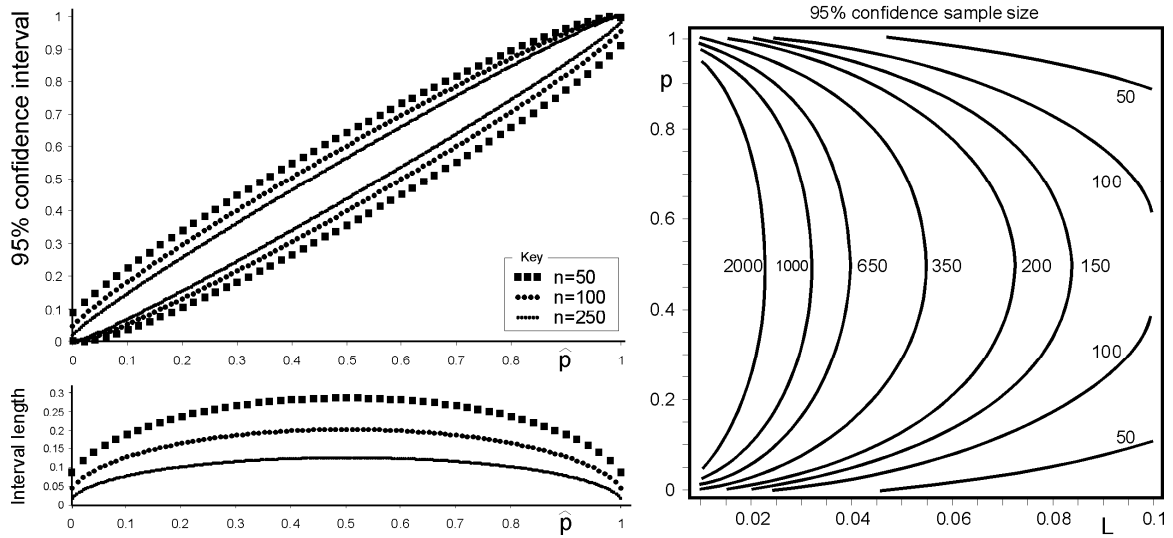 95% confidence interval
1
0.9
0.8
0.7
0.6
0.5
0.4
0.3
0.2
0.1
0
0 0.1 0.2 0.3 0.4 0.5 0.6 0.7 0.8 p̂ 1
Key
n=50
n=100
n=250
Interval length
0.3
0.25
0.2
0.15
0.1
0.05
0
0 0.1 0.2 0.3 0.4 0.5 0.6 0.7 0.8 p̂ 1
95% confidence sample size
1
p
0.8
0.6
0.4
0.2
0
50
100
2000 1000 650 350 200 150
100
50
0.02 0.04 0.06 0.08 L 0.1